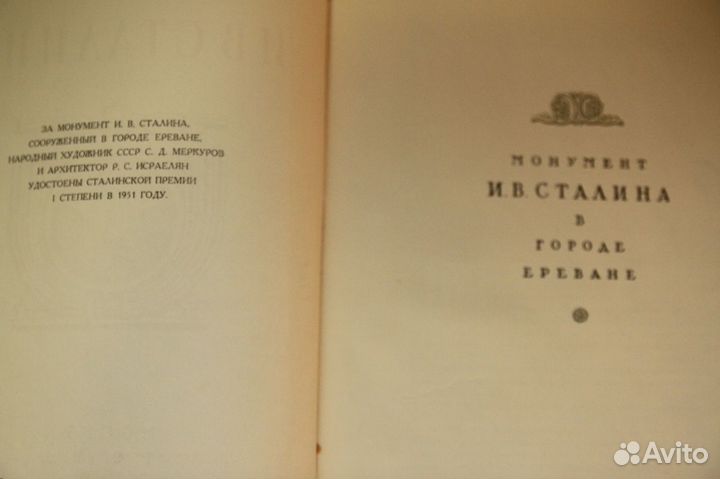 ЗА МОНУМЕНТ И. В. СТАЛИНА,
СООРУЖЕННЫЙ В ГОРОДЕ ЕРЕВАНЕ,
НАРОДНЫЙ ХУДОЖНИК СССР С. Д. МЕРКУРОВ
И АРХИТЕКТОР Р. С. ИСРАЕЛЯН
УДОСТОЕНЫ СТАЛИНСКОЙ ПРЕМИИ
I СТЕПЕНИ В 1951 ГОДУ.
МОНУМЕНТ
И. В. СТАЛИНА
В
ГОРОДЕ
ЕРЕВАНЕ
Avito